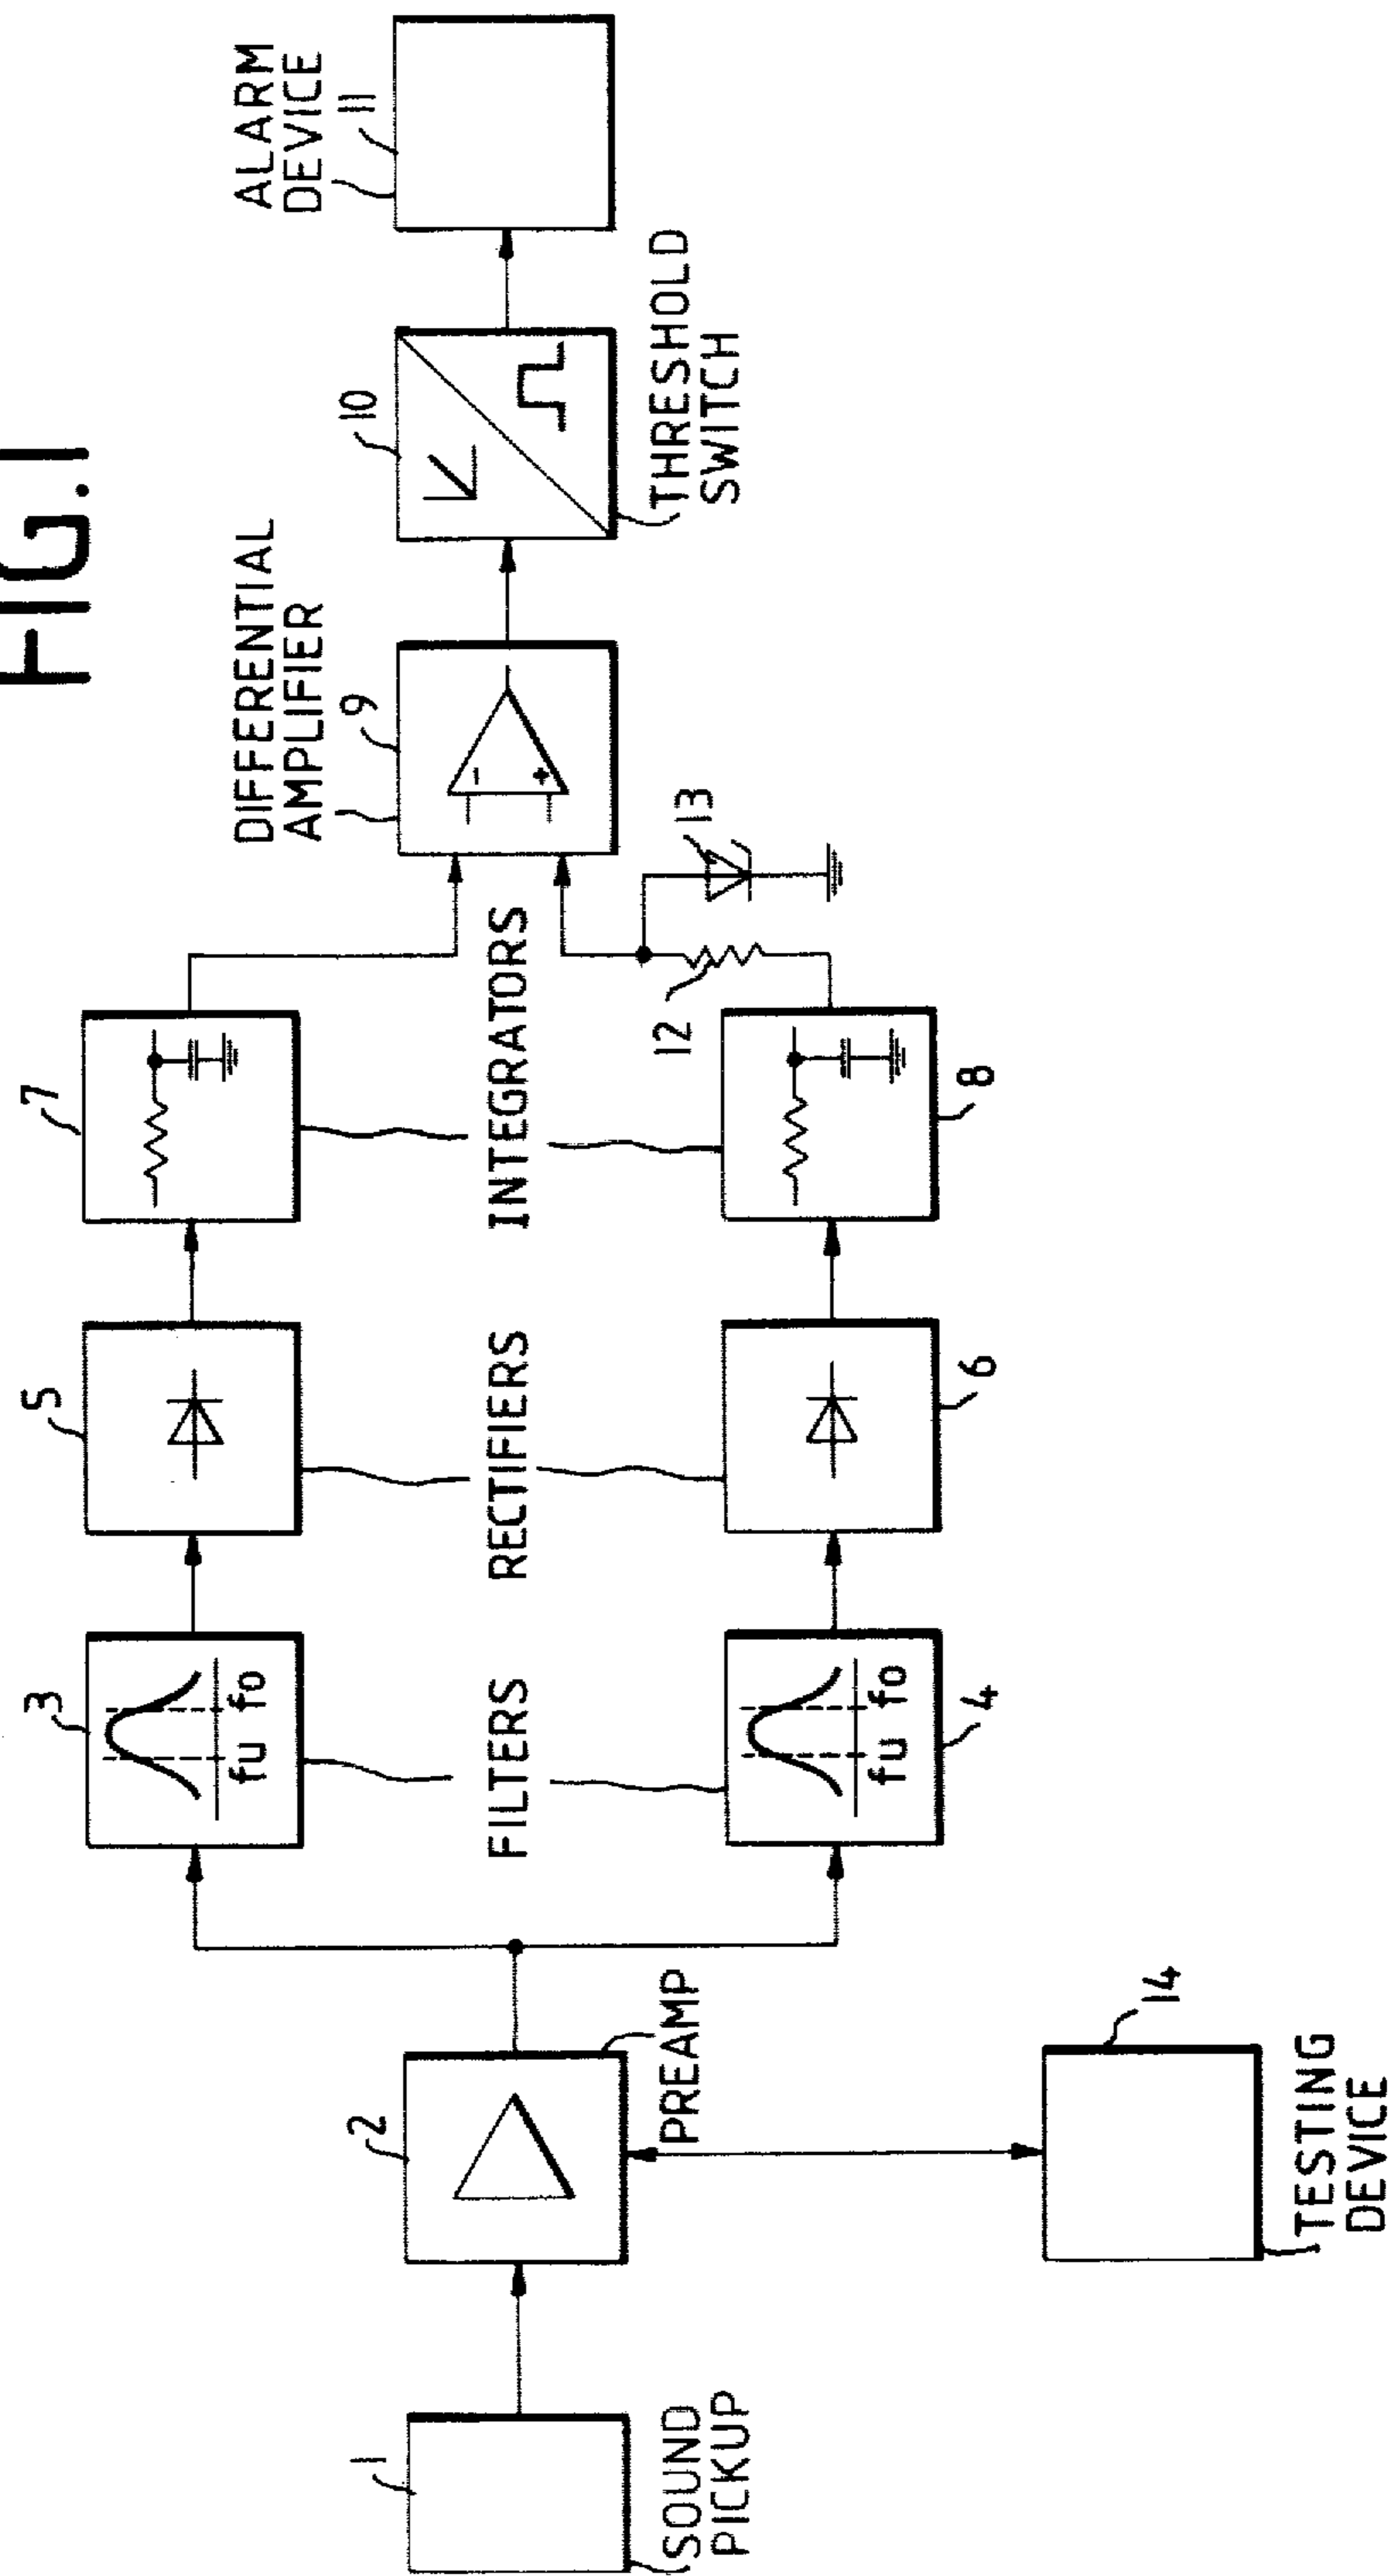 FIG.1
1
SOUND
PICKUP
2
PREAMP
14
TESTING
DEVICE
3
fu fo
FILTERS
fu fo
4
5
RECTIFIERS
6
7
INTEGRATORS
8
12
13
DIFFERENTIAL
AMPLIFIER
9
-
+
10
THRESHOLD
SWITCH
ALARM
DEVICE
11